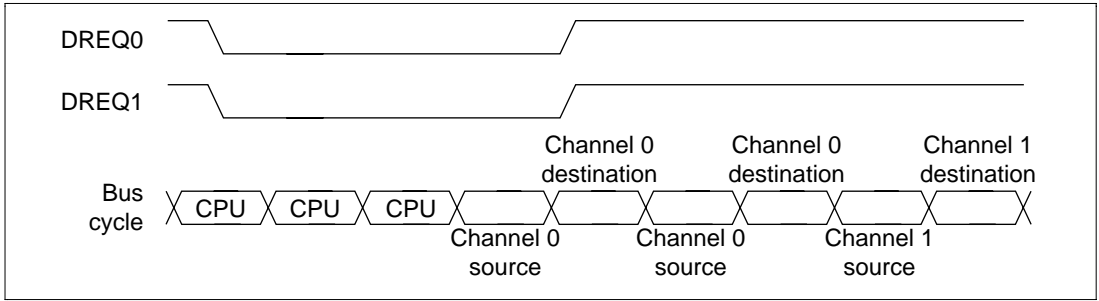 DREQ0
DREQ1
Channel 0 Channel 0 Channel 1
destination destination destination
Bus
cycle
CPU CPU CPU
Channel 0 Channel 0 Channel 1
source source source